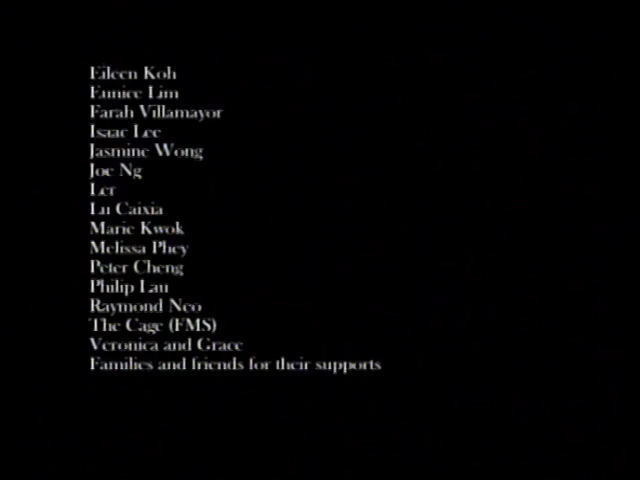 Eileen Koh
Eunice Lim
Farah Villamayor
Isaac Lee
Jasmine Wong
Joe Ng
Ler
Lu Caixia
Marie Kwok
Melissa Phey
Peter Cheng
Philip Lau
Raymond Neo
The Cage (FMS)
Veronica and Grace
Families and friends for their supports